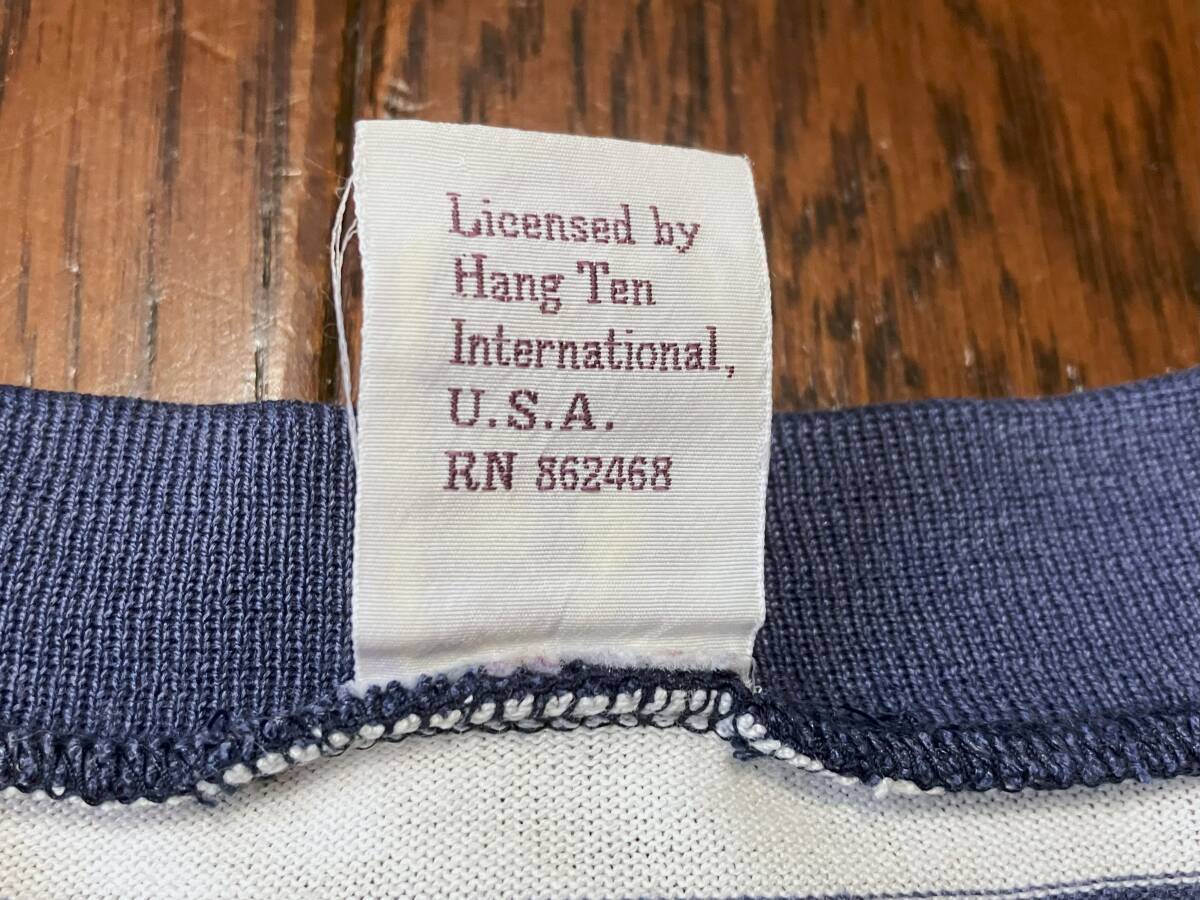 Licensed by
Hang Ten
International,
U.S.A.
RN 862468